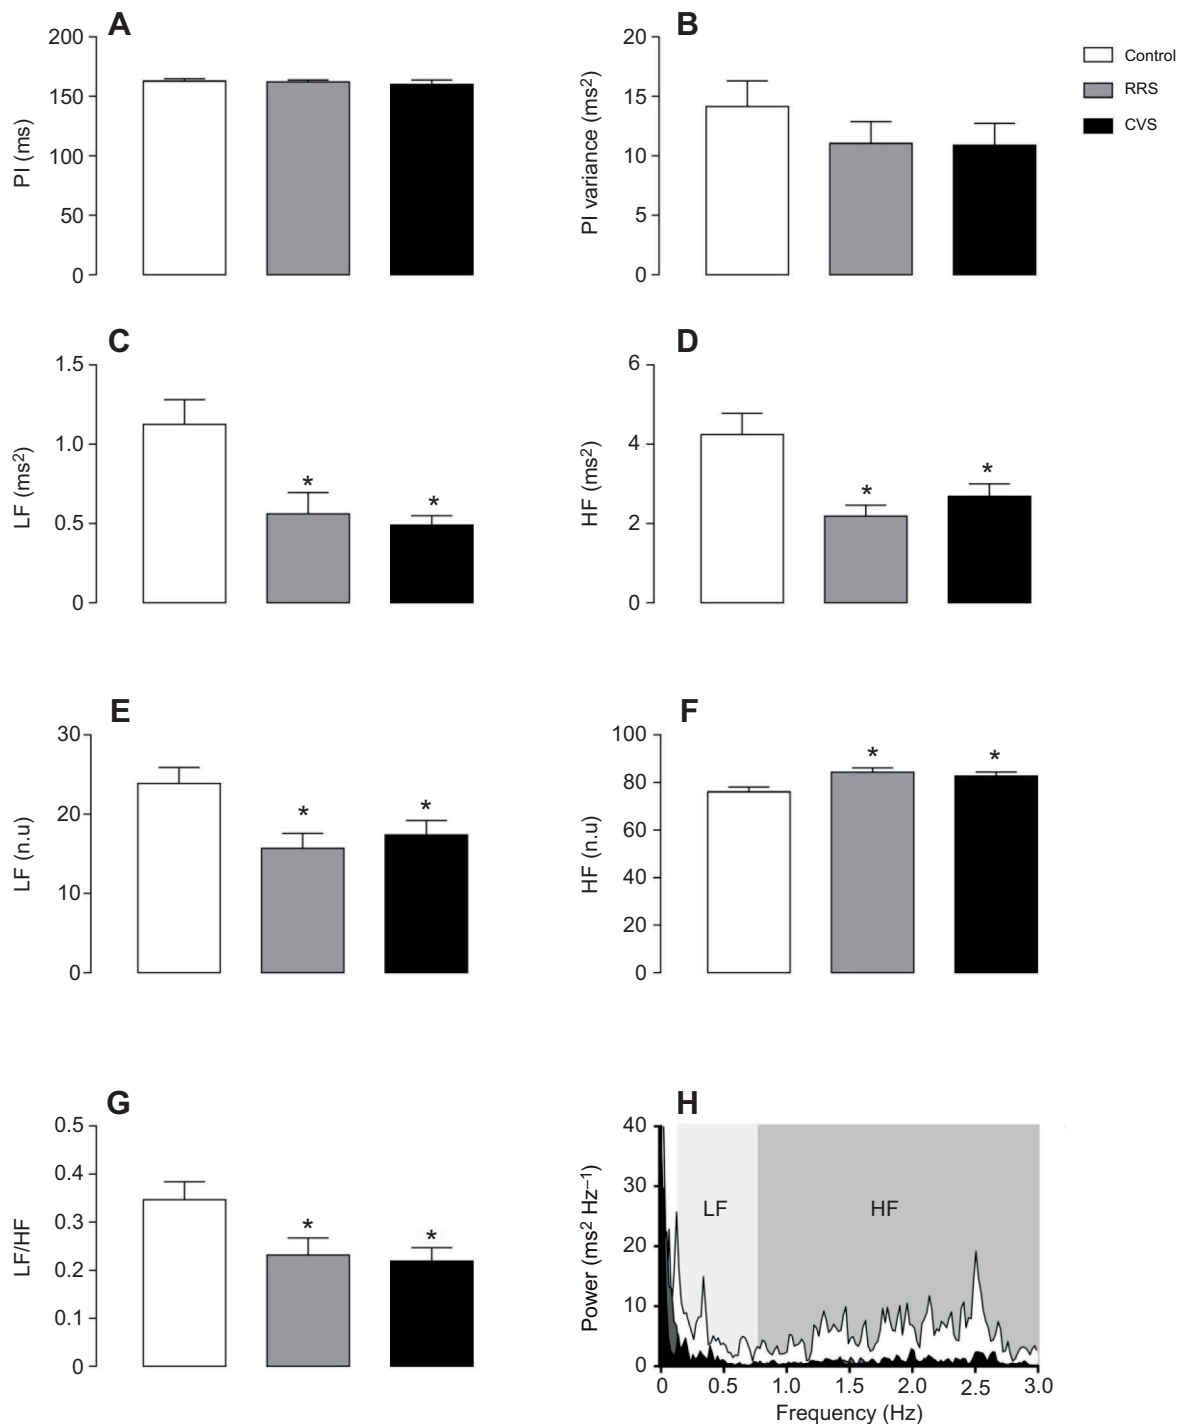 A
B
200
150
100
50
0
PI (ms)
20
15
10
5
0
PI variance (ms²)
Control
RRS
CVS
C
D
1.5
1.0
0.5
0
LF (ms²)
*
*
6
4
2
0
HF (ms²)
*
*
E
F
30
20
10
0
LF (n.u)
*
*
100
80
60
40
20
0
HF (n.u)
*
*
G
H
0.5
0.4
0.3
0.2
0.1
0
LF/HF
*
*
40
30
20
10
0
Power (ms² Hz⁻¹)
LF
HF
0 0.5 1.0 1.5 2.0 2.5 3.0
Frequency (Hz)